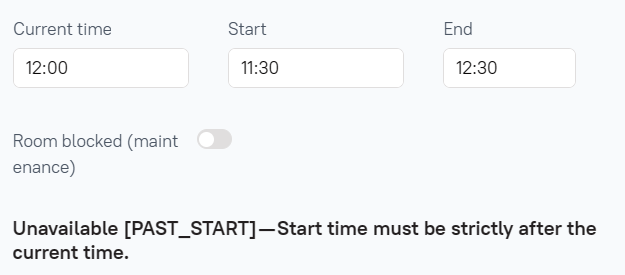 Current time Start End
12:00 11:30 12:30
Room blocked (maint
enance)
Unavailable [PAST_START]—Start time must be strictly after the
current time.